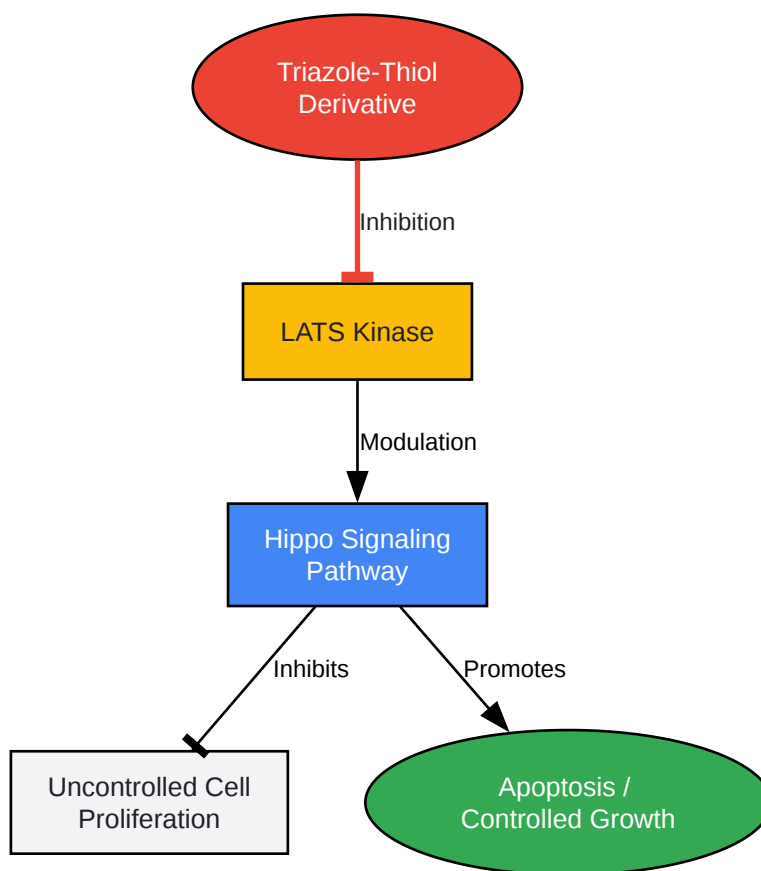 Triazole-Thiol
Derivative
Inhibition
LATS Kinase
Modulation
Hippo Signaling
Pathway
Inhibits
Promotes
Uncontrolled Cell
Proliferation
Apoptosis /
Controlled Growth